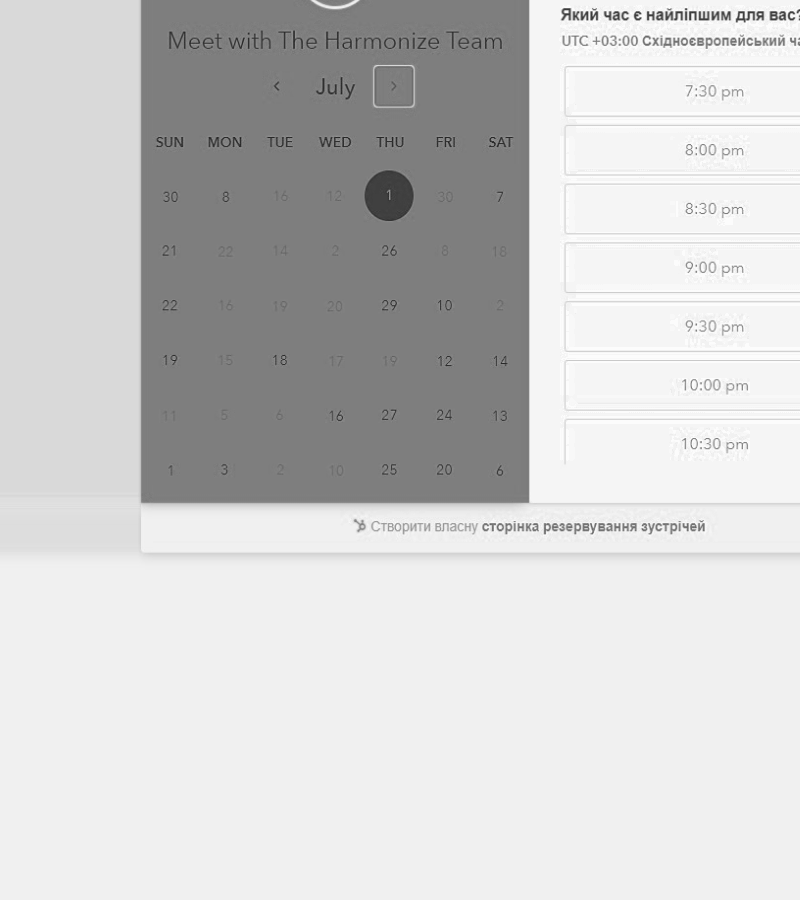 Meet with The Harmonize Team
July
SUN MON TUE WED THU FRI SAT
30 8 16 12 1 30 7
21 22 14 2 26 8 18
22 16 19 20 29 10 2
19 15 18 17 19 12 14
11 5 6 16 27 24 13
1 3 2 10 25 20 6
Який час є найліпшим для вас?
UTC +03:00 Східноєвропейський ча
7:30 pm
8:00 pm
8:30 pm
9:00 pm
9:30 pm
10:00 pm
10:30 pm
Створити власну сторінка резервування зустрічей